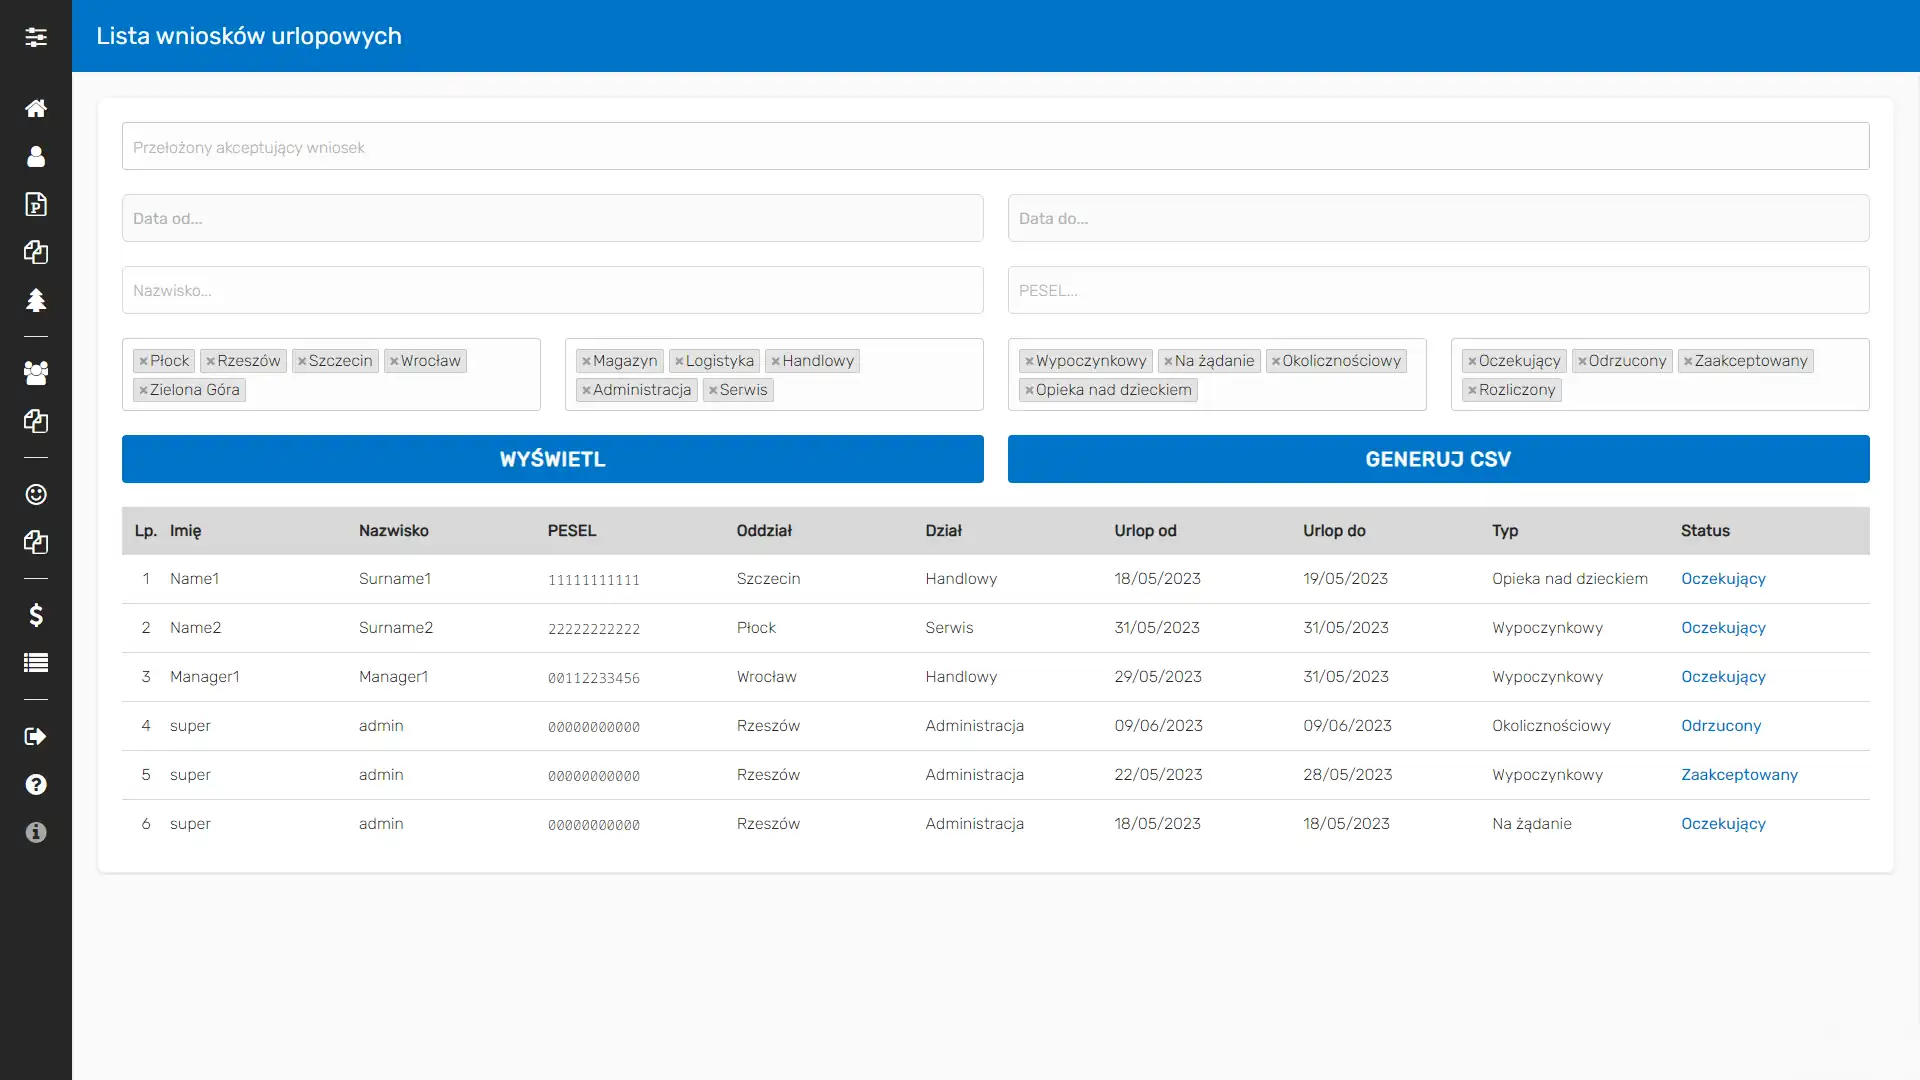 Lista wniosków urlopowych
Przełożony akceptujący wniosek
Data od...
Data do...
Nazwisko...
PESEL...
×Płock ×Rzeszów ×Szczecin ×Wrocław
×Zielona Góra
×Magazyn ×Logistyka ×Handlowy
×Administracja ×Serwis
×Wypoczynkowy ×Na żądanie ×Okolicznościowy
×Opieka nad dzieckiem
×Oczekujący ×Odrzucony ×Zaakceptowany
×Rozliczony
WYŚWIETL
GENERUJ CSV
Lp. Imię Nazwisko PESEL Oddział Dział Urlop od Urlop do Typ Status
1 Name1 Surname1 11111111111 Szczecin Handlowy 18/05/2023 19/05/2023 Opieka nad dzieckiem Oczekujący
2 Name2 Surname2 22222222222 Płock Serwis 31/05/2023 31/05/2023 Wypoczynkowy Oczekujący
3 Manager1 Manager1 00112233456 Wrocław Handlowy 29/05/2023 31/05/2023 Wypoczynkowy Oczekujący
4 super admin 00000000000 Rzeszów Administracja 09/06/2023 09/06/2023 Okolicznościowy Odrzucony
5 super admin 00000000000 Rzeszów Administracja 22/05/2023 28/05/2023 Wypoczynkowy Zaakceptowany
6 super admin 00000000000 Rzeszów Administracja 18/05/2023 18/05/2023 Na żądanie Oczekujący